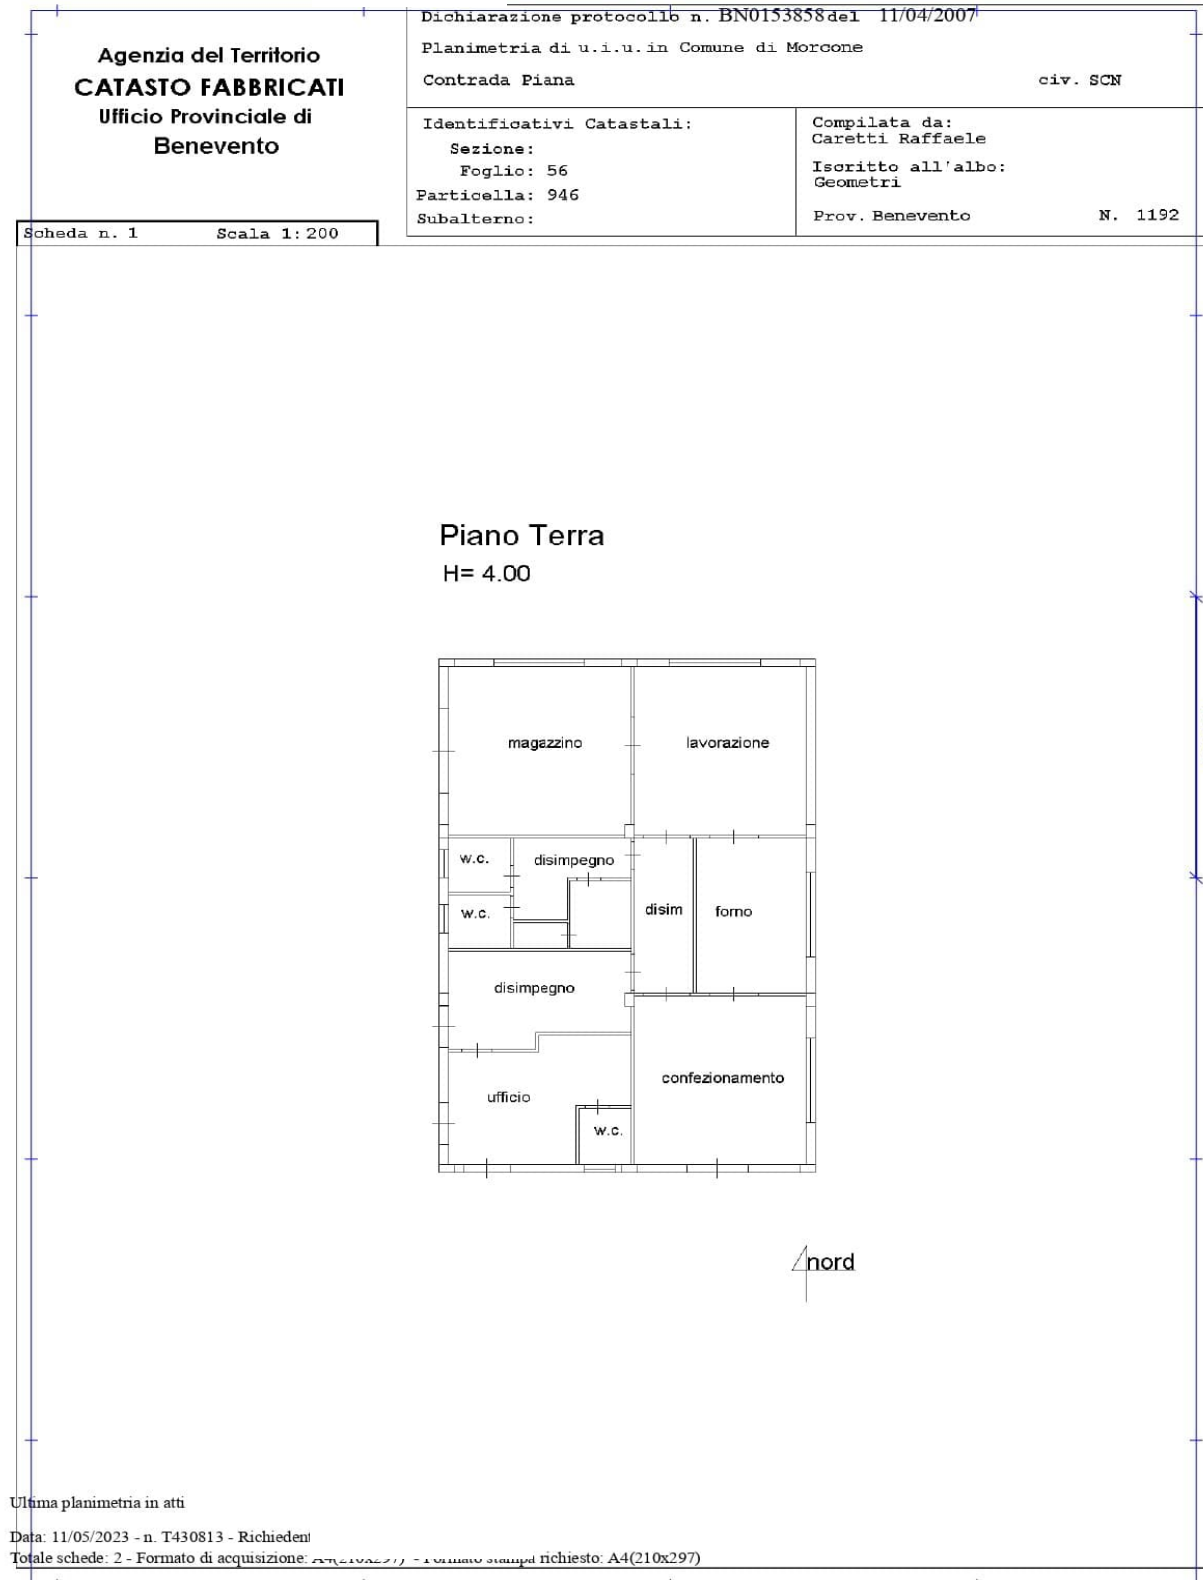 Agenzia del Territorio
CATASTO FABBRICATI
Ufficio Provinciale di
Benevento
Scheda n. 1 Scala 1:200
Dichiarazione protocollo n. BN0153858 del 11/04/2007
Planimetria di u.i.u. in Comune di Morcone
Contrada Piana civ. SCN
Identificativi Catastali:
Sezione:
Foglio: 56
Particella: 946
Subalterno:
Compilata da:
Caretti Raffaele
Iscritto all'albo:
Geometri
Prov. Benevento N. 1192
Piano Terra
H= 4.00
magazzino
lavorazione
w.c.
disimpegno
w.c.
disim
forno
disimpegno
confezionamento
ufficio
w.c.
nord
Ultima planimetria in atti
Data: 11/05/2023 - n. T430813 - Richiedent
Totale schede: 2 - Formato di acquisizione: A4(210x297) - Formato stampa richiesto: A4(210x297)